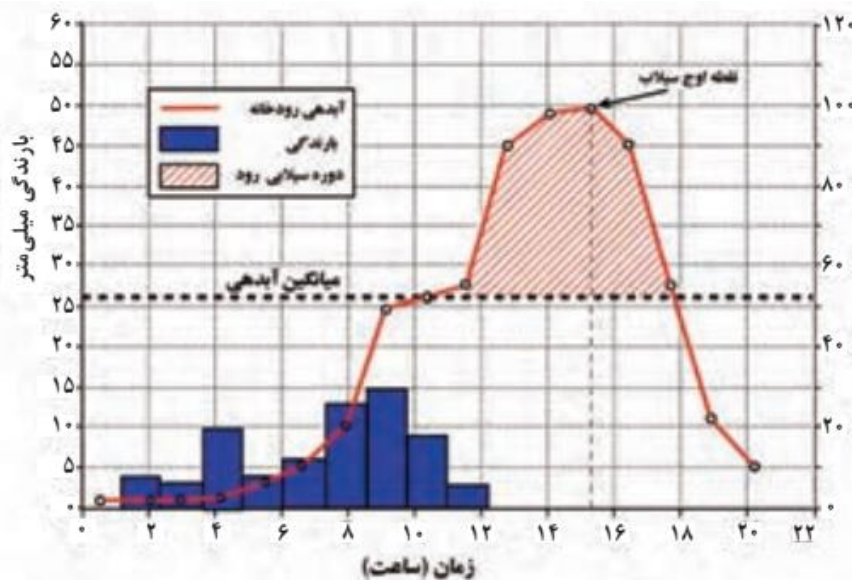 بارندگی میلی متر
۶۰
۵۵
۵۰
۴۵
۴۰
۳۵
۳۰
۲۵
۲۰
۱۵
۱۰
۵
۰
نقطه اوج سیلاب
آبدهی رودخانه
بارندگی
دوره سیلابی رود
میانگین آبدهی
۱۲۰
۱۰۰
۸۰
۶۰
۴۰
۲۰
۰
۰ ۲ ۴ ۶ ۸ ۱۰ ۱۲ ۱۴ ۱۶ ۱۸ ۲۰ ۲۲
زمان (ساعت)